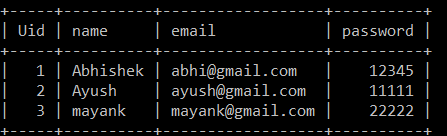 +-----+----------+------------------+----------+
| Uid | name     | email            | password |
+-----+----------+------------------+----------+
|   1 | Abhishek | abhi@gmail.com   |    12345 |
|   2 | Ayush    | ayush@gmail.com  |    11111 |
|   3 | mayank   | mayank@gmail.com |    22222 |
+-----+----------+------------------+----------+